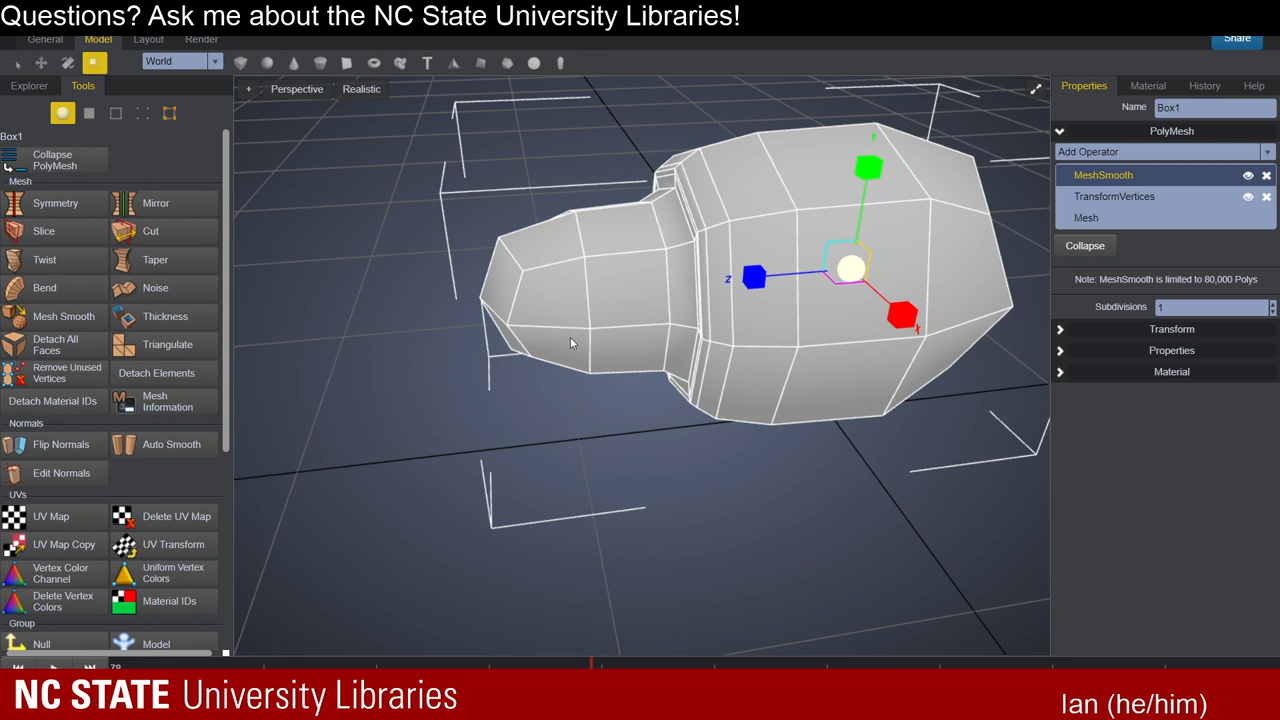 Questions? Ask me about the NC State University Libraries!
General Model Layout Render
Share
World
Explorer Tools
+ Perspective Realistic
Properties Material History Help
Name Box1
Box1
PolyMesh
Collapse PolyMesh
Add Operator
Mesh
MeshSmooth
TransformVertices
Mesh
Collapse
Symmetry Mirror
Slice Cut
Twist Taper
Bend Noise
Note: MeshSmooth is limited to 80,000 Polys
Mesh Smooth Thickness
Subdivisions 1
Transform
Detach All Faces Triangulate
Properties
Remove Unused Vertices Detach Elements
Material
Detach Material IDs Mesh Information
Normals
Flip Normals Auto Smooth
Edit Normals
UVs
UV Map Delete UV Map
UV Map Copy UV Transform
Vertex Color Channel Uniform Vertex Colors
Delete Vertex Colors Material IDs
Group
Null Model
z
x
78
NC STATE University Libraries
Ian (he/him)